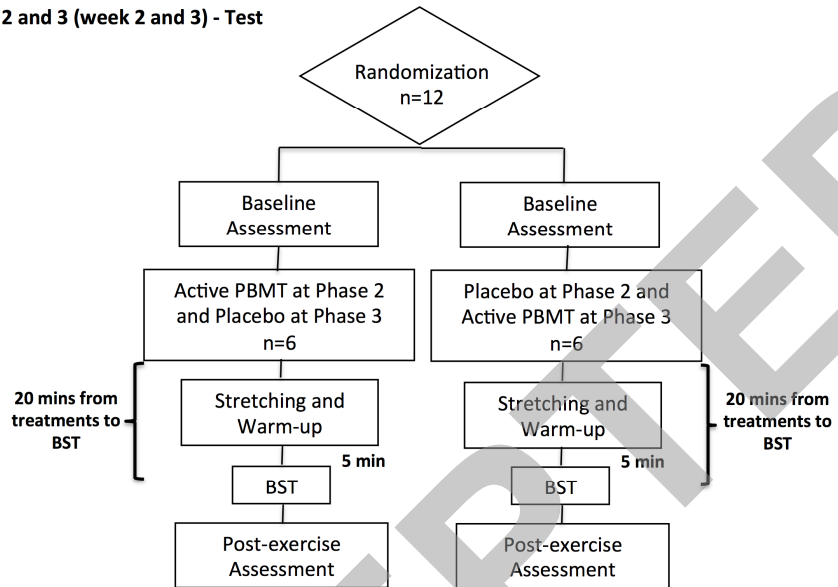 2 and 3 (week 2 and 3) - Test
Randomization
n=12
Baseline
Assessment
Baseline
Assessment
Active PBMT at Phase 2
and Placebo at Phase 3
n=6
Placebo at Phase 2 and
Active PBMT at Phase 3
n=6
20 mins from
treatments to
BST
Stretching and
Warm-up
Stretching and
Warm-up
20 mins from
treatments to
BST
5 min
5 min
BST
BST
Post-exercise
Assessment
Post-exercise
Assessment